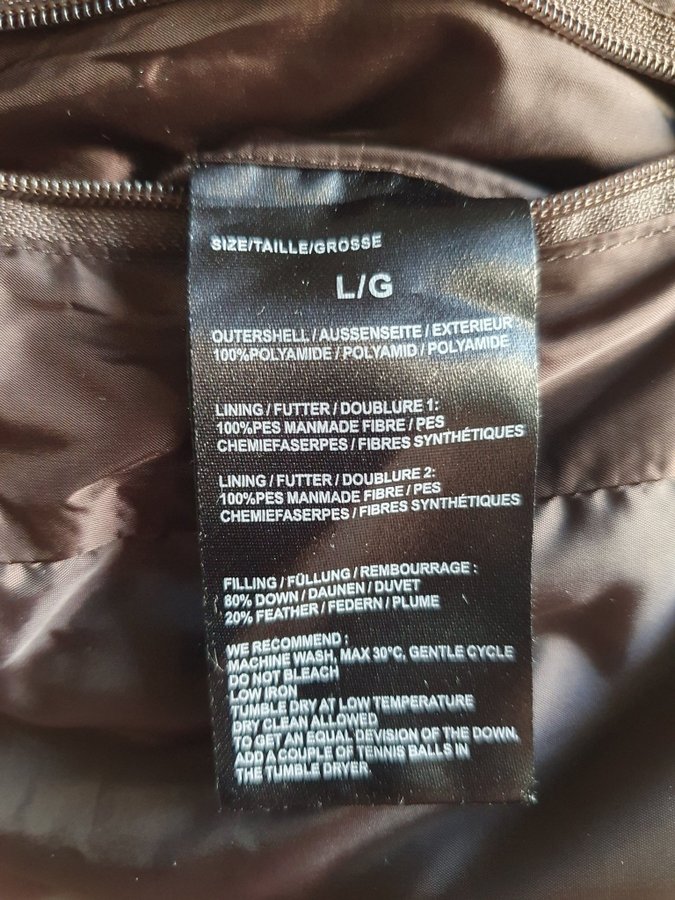 SIZE/TAILLE/GROSSE
L/G
OUTERSHELL / AUSSENSEITE / EXTERIEUR
100%POLYAMIDE / POLYAMID / POLYAMIDE
LINING / FUTTER / DOUBLURE 1:
100%PES MANMADE FIBRE / PES
CHEMIEFASERPES / FIBRES SYNTHÉTIQUES
LINING / FUTTER / DOUBLURE 2:
100%PES MANMADE FIBRE / PES
CHEMIEFASERPES / FIBRES SYNTHÉTIQUES
FILLING / FÜLLUNG / REMBOURRAGE :
80% DOWN / DAUNEN / DUVET
20% FEATHER / FEDERN / PLUME
WE RECOMMEND :
MACHINE WASH, MAX 30°C, GENTLE CYCLE
DO NOT BLEACH
LOW IRON
TUMBLE DRY AT LOW TEMPERATURE
DRY CLEAN ALLOWED
TO GET AN EQUAL DEVISION OF THE DOWN,
ADD A COUPLE OF TENNIS BALLS IN
THE TUMBLE DRYER